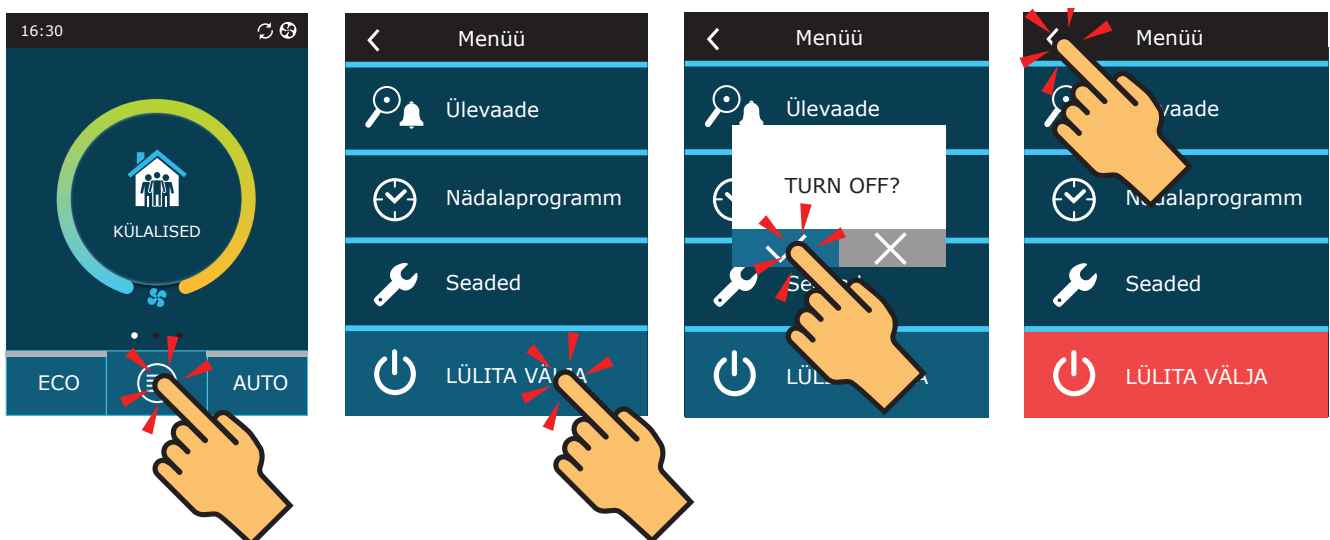 16:30
KÜLALISED
ECO
AUTO
Menüü
Ülevaade
Nädalaprogramm
Seaded
LÜLITA VÄLJA
Menüü
Ülevaade
TURN OFF?
Menüü
Seaded
LÜLITA VÄLJA